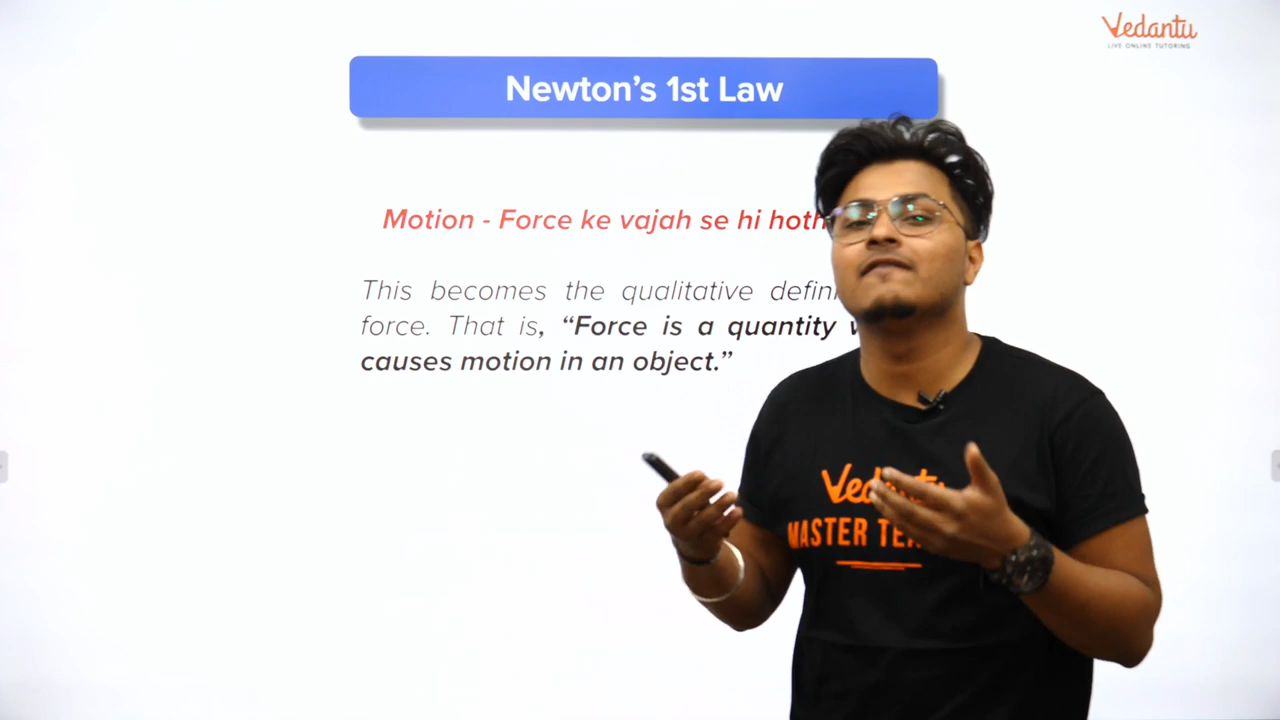 Vedantu
LIVE ONLINE TUTORING
Newton's 1st Law
Motion - Force ke vajah se hi hoth
This becomes the qualitative defin
force. That is, “Force is a quantity
causes motion in an object.”
Vedantu
MASTER TE